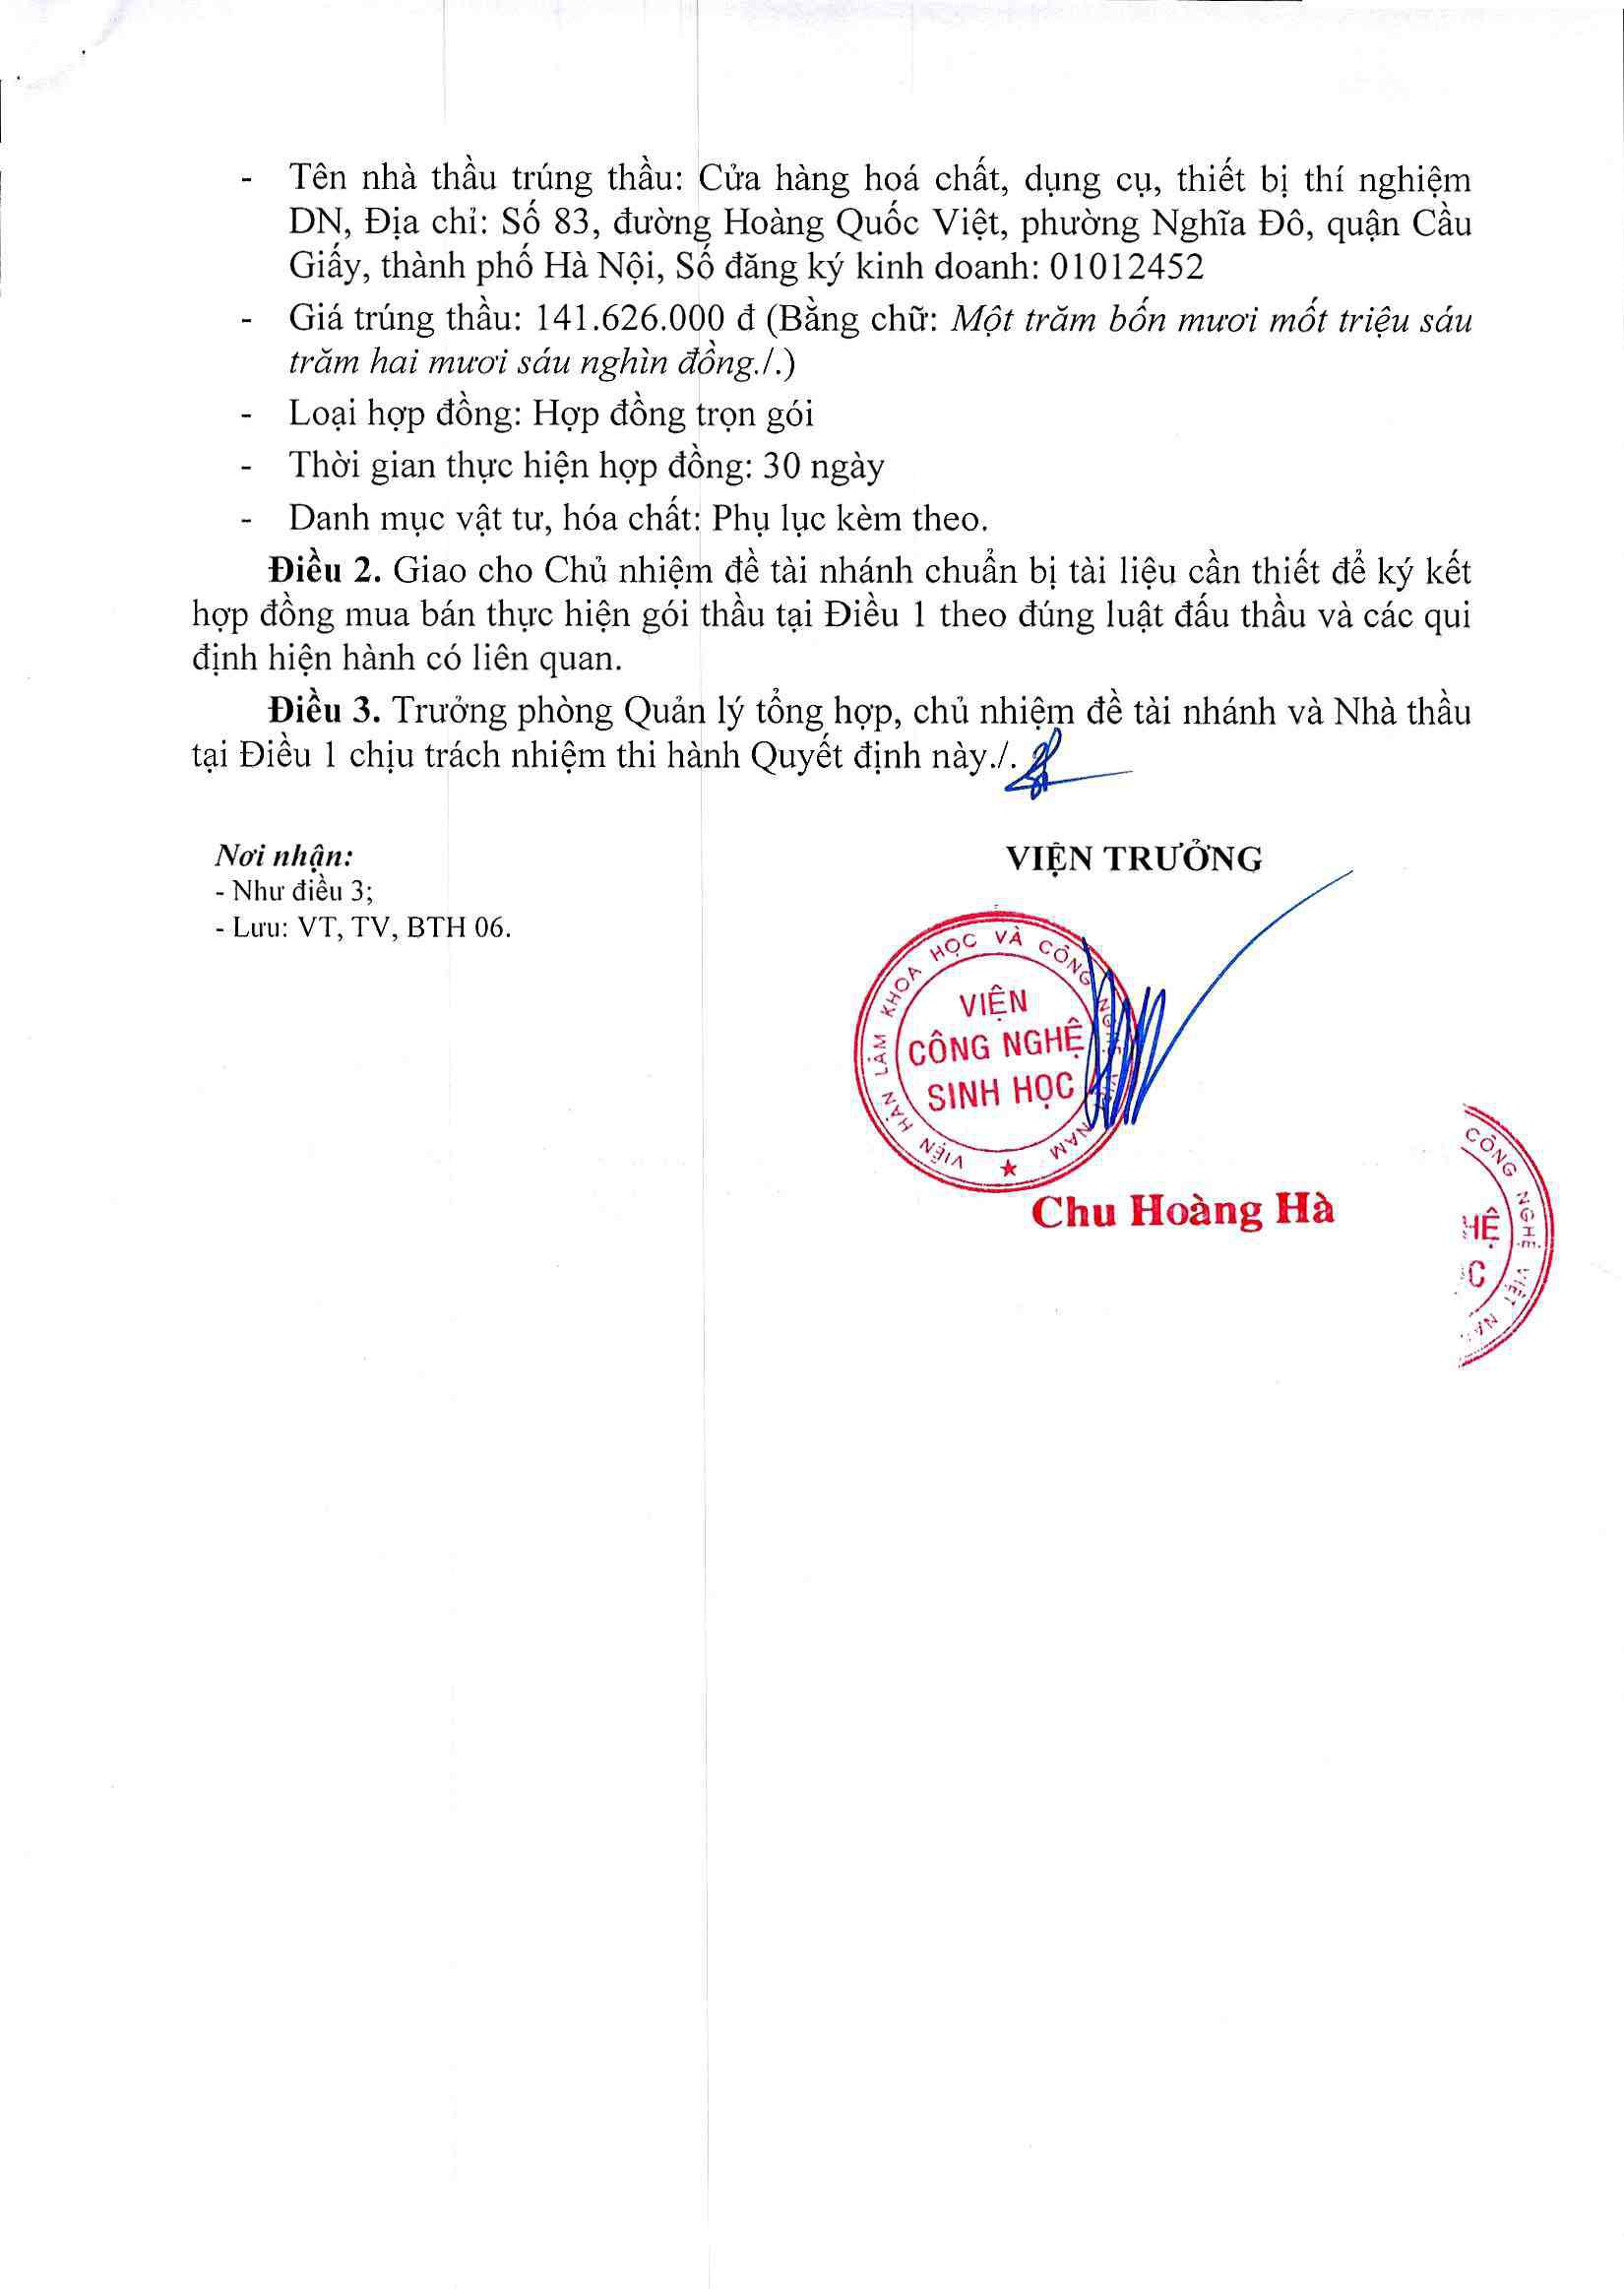 - Tên nhà thầu trúng thầu: Cửa hàng hoá chất, dụng cụ, thiết bị thí nghiệm
DN, Địa chỉ: Số 83, đường Hoàng Quốc Việt, phường Nghĩa Đô, quận Cầu
Giấy, thành phố Hà Nội, Số đăng ký kinh doanh: 01012452
- Giá trúng thầu: 141.626.000 đ (Bằng chữ: Một trăm bốn mươi mốt triệu sáu
trăm hai mươi sáu nghìn đồng./.)
- Loại hợp đồng: Hợp đồng trọn gói
- Thời gian thực hiện hợp đồng: 30 ngày
- Danh mục vật tư, hóa chất: Phụ lục kèm theo.
Điều 2. Giao cho Chủ nhiệm đề tài nhánh chuẩn bị tài liệu cần thiết để ký kết
hợp đồng mua bán thực hiện gói thầu tại Điều 1 theo đúng luật đấu thầu và các qui
định hiện hành có liên quan.
Điều 3. Trưởng phòng Quản lý tổng hợp, chủ nhiệm đề tài nhánh và Nhà thầu
tại Điều 1 chịu trách nhiệm thi hành Quyết định này./.
Nơi nhận:
- Như điều 3;
- Lưu: VT, TV, BTH 06.
VIỆN TRƯỞNG
VIỆN HÀN LÂM KHOA HỌC VÀ CÔNG NGHỆ VIỆT NAM
VIỆN
CÔNG NGHỆ
SINH HỌC
Chu Hoàng Hà
CÔNG NGHỆ VIỆT NA
HỆ
C